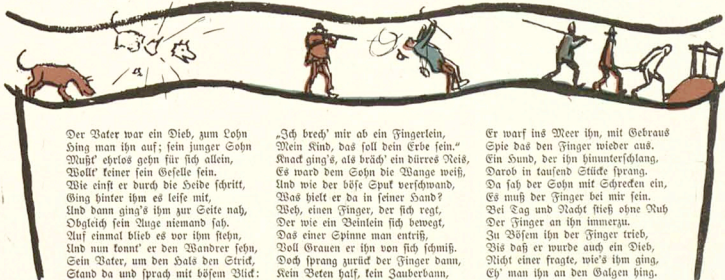 Der Vater war ein Dieb, zum Lohn
Hing man ihn auf; sein junger Sohn
Mußt' ehrlos gehn für sich allein,
Wollt' keiner sein Geselle sein.
Wie einst er durch die Heide schritt,
Ging hinter ihm es leise mit,
Und dann ging's ihm zur Seite nah,
Obgleich sein Auge niemand sah.
Auf einmal blieb es vor ihm stehn,
Und nun konnt' er den Wandrer sehn,
Sein Vater, um den Hals den Strick,
Stand da und sprach mit bösem Blick:
„Ich brech' mir ab ein Fingerlein,
Mein Kind, das soll dein Erbe sein.“
Knack ging's, als bräch' ein dürres Reis,
Es ward dem Sohn die Wange weiß,
Und wie der böse Spuk verschwand,
Was hielt er da in seiner Hand?
Weh, einen Finger, der sich regt,
Der wie ein Beinlein sich bewegt,
Das einer Spinne man entriß,
Voll Grauen er ihn von sich schmiß.
Doch sprang zurück der Finger dann,
Kein Beten half, kein Zauberbann,
Er warf ins Meer ihn, mit Gebraus
Spie das den Finger wieder aus.
Ein Hund, der ihn hinunterschlang,
Darob in tausend Stücke sprang.
Da sah der Sohn mit Schrecken ein,
Es muß der Finger bei mir sein.
Bei Tag und Nacht stieß ohne Ruh
Der Finger an ihn immerzu.
Zu Bösem ihn der Finger trieb,
Bis daß er wurde auch ein Dieb,
Nicht einer fragte, wie's ihm ging,
Eh' man ihn an den Galgen hing.